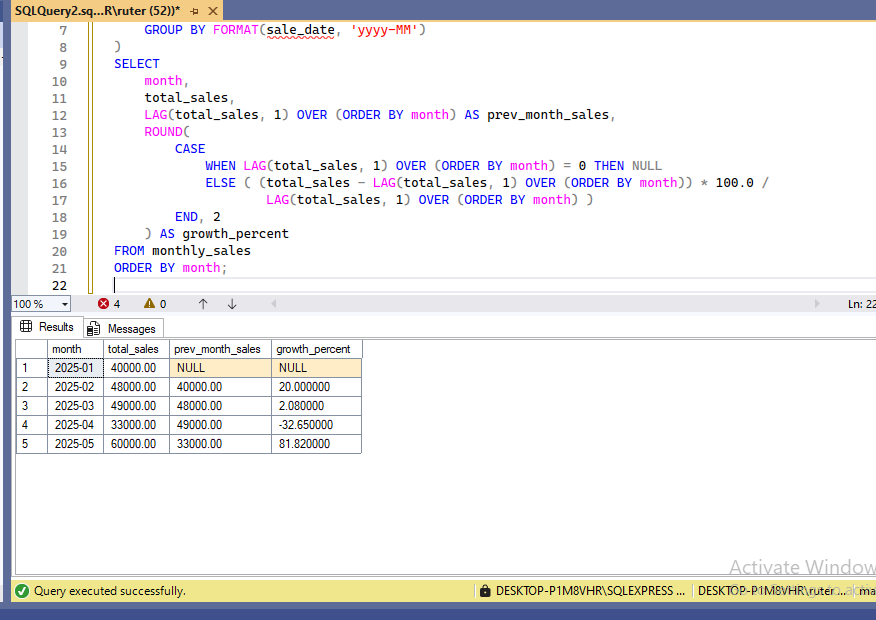 SQLQuery2.sq...R\ruter (52))*
7 GROUP BY FORMAT(sale_date, 'yyyy-MM')
8 )
9 SELECT
10 month,
11 total_sales,
12 LAG(total_sales, 1) OVER (ORDER BY month) AS prev_month_sales,
13 ROUND(
14 CASE
15 WHEN LAG(total_sales, 1) OVER (ORDER BY month) = 0 THEN NULL
16 ELSE ( (total_sales - LAG(total_sales, 1) OVER (ORDER BY month)) * 100.0 /
17 LAG(total_sales, 1) OVER (ORDER BY month) )
18 END, 2
19 ) AS growth_percent
20 FROM monthly_sales
21 ORDER BY month;
22
100 % 4 0 Ln: 22
Results Messages
month total_sales prev_month_sales growth_percent
1 2025-01 40000.00 NULL NULL
2 2025-02 48000.00 40000.00 20.000000
3 2025-03 49000.00 48000.00 2.080000
4 2025-04 33000.00 49000.00 -32.650000
5 2025-05 60000.00 33000.00 81.820000
Activate Window
Query executed successfully. DESKTOP-P1M8VHR\SQLEXPRESS ... DESKTOP-P1M8VHR\ruter... ma